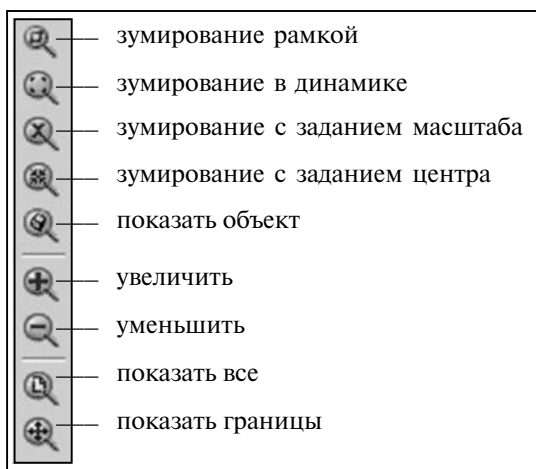 зумирование рамкой
зумирование в динамике
зумирование с заданием масштаба
зумирование с заданием центра
показать объект
увеличить
уменьшить
показать все
показать границы